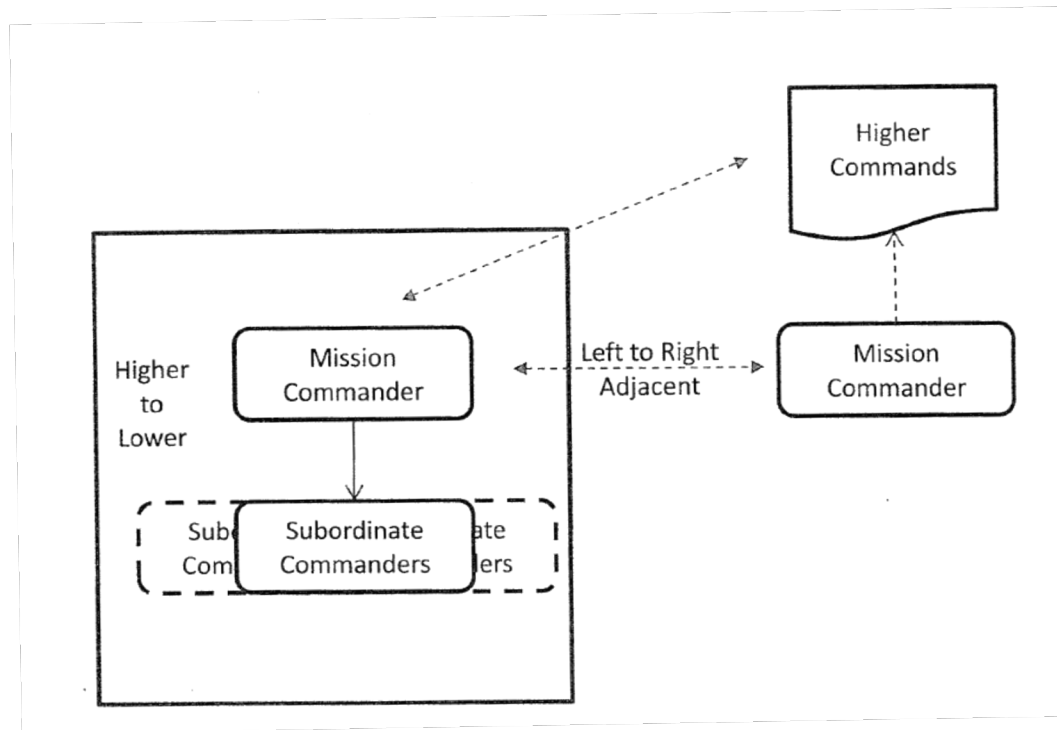 Higher
Commands
Left to Right
Adjacent
Mission
Commander
Higher
to
Lower
Mission
Commander
Subordinate
Commanders